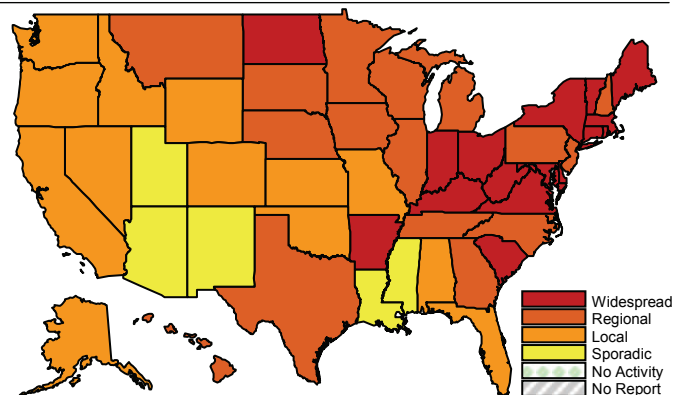 Widespread
Regional
Local
Sporadic
No Activity
No Report